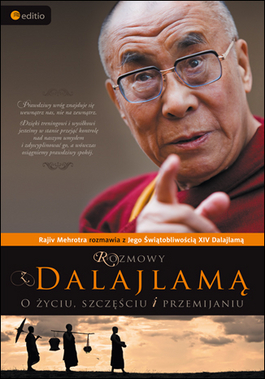 editio
Prawdziwy wróg znajduje się
wewnątrz nas, nie na zewnątrz.
Dzięki treningowi i wysiłkowi
jesteśmy w stanie przejąć kontrolę
nad naszym umysłem
i zdyscyplinować go, a wówczas
osiągniemy prawdziwy spokój.
Rajiv Mehrotra rozmawia z Jego Świątobliwością XIV Dalajlamą
Rozmowy
z Dalajlamą
o życiu, szczęściu i przemijaniu